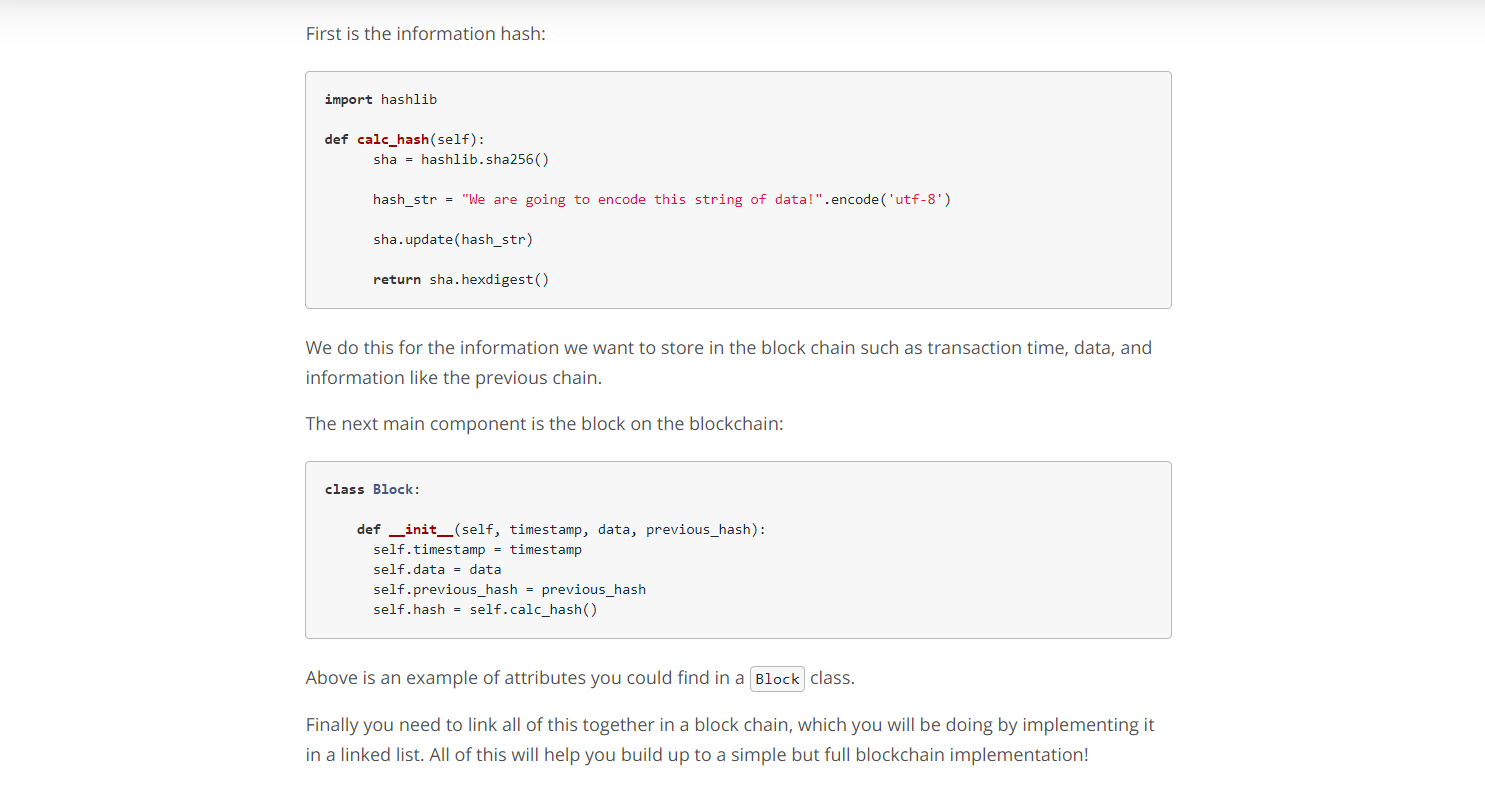 First is the information hash:
import hashlib
def calc_hash(self):
sha = hashlib.sha256()
hash_str = "We are going to encode this string of data!".encode('utf-8')
sha.update(hash_str)
return sha.hexdigest()
We do this for the information we want to store in the block chain such as transaction time, data, and
information like the previous chain.
The next main component is the block on the blockchain:
class Block:
def __init__(self, timestamp, data, previous_hash):
self.timestamp = timestamp
self.data = data
self.previous_hash = previous_hash
self.hash = self.calc_hash()
Above is an example of attributes you could find in a Block class.
Finally you need to link all of this together in a block chain, which you will be doing by implementing it
in a linked list. All of this will help you build up to a simple but full blockchain implementation!